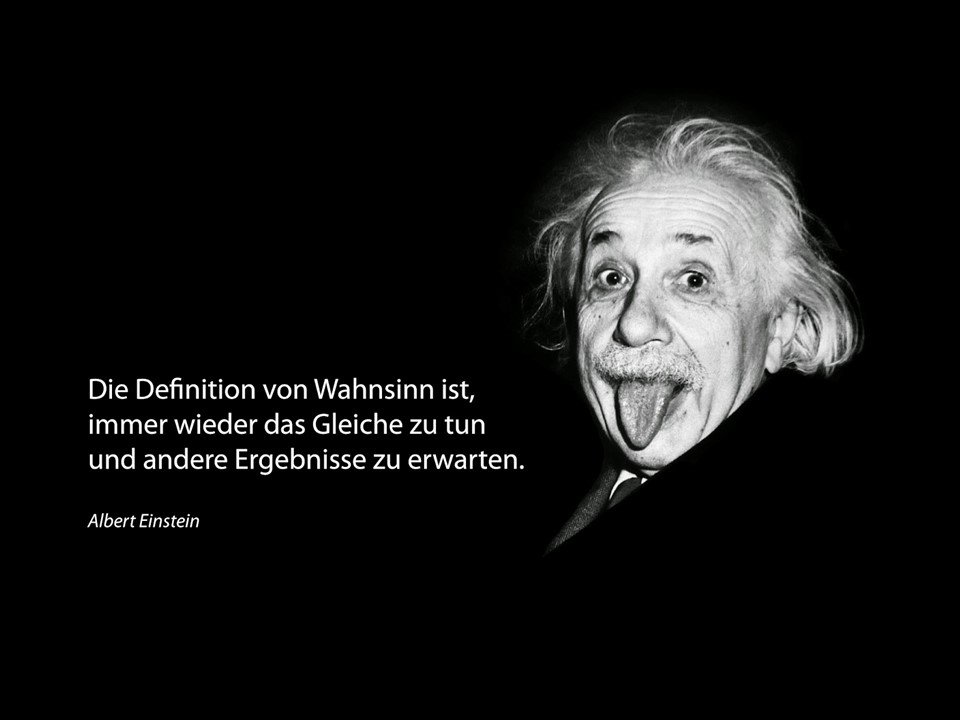 Die Definition von Wahnsinn ist,
immer wieder das Gleiche zu tun
und andere Ergebnisse zu erwarten.
Albert Einstein